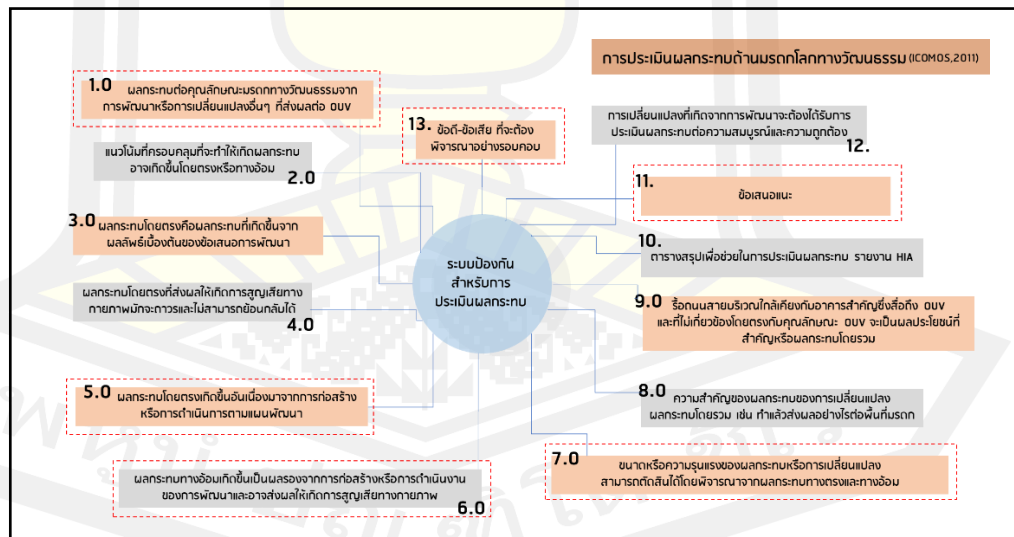 การประเมินผลกระทบด้านมรดกโลกทางวัฒนธรรม (ICOMOS,2011)
1.0 ผลกระทบต่อคุณลักษณะมรดกทางวัฒนธรรมจาก
การพัฒนาหรือการเปลี่ยนแปลงอื่นๆ ที่ส่งผลต่อ OUV
แนวโน้มที่ครอบคลุมที่จะทำให้เกิดผลกระทบ
อาจเกิดขึ้นโดยตรงหรือทางอ้อม
2.0
3.0 ผลกระทบโดยตรงคือผลกระทบที่เกิดขึ้นจาก
ผลลัพธ์เบื้องต้นของข้อเสนอการพัฒนา
ผลกระทบโดยตรงที่ส่งผลให้เกิดการสูญเสียทาง
กายภาพมักจะถาวรและไม่สามารถย้อนกลับได้
4.0
5.0 ผลกระทบโดยตรงเกิดขึ้นอันเนื่องมาจากการก่อสร้าง
หรือการดำเนินการตามแผนพัฒนา
ผลกระทบทางอ้อมเกิดขึ้นเป็นผลรองจากการก่อสร้างหรือการดำเนินงาน
ของการพัฒนาและอาจส่งผลให้เกิดการสูญเสียทางกายภาพ
6.0
13. ข้อดี-ข้อเสีย ที่จะต้อง
พิจารณาอย่างรอบคอบ
ระบบป้องกัน
สำหรับการ
ประเมินผลกระทบ
การเปลี่ยนแปลงที่เกิดจากการพัฒนาจะต้องได้รับการ
ประเมินผลกระทบต่อความสมบูรณ์และความถูกต้อง
12.
11.
ข้อเสนอแนะ
10.
ตารางสรุปเพื่อช่วยในการประเมินผลกระทบ รายงาน HIA
9.0 รื้อถนนสายบริเวณใกล้เคียงกับอาคารสำคัญซึ่งสื่อถึง OUV
และที่ไม่เกี่ยวข้องโดยตรงกับคุณลักษณะ OUV จะเป็นผลประโยชน์ที่
สำคัญหรือผลกระทบโดยรวม
8.0 ความสำคัญของผลกระทบของการเปลี่ยนแปลง
ผลกระทบโดยรวม เช่น ทำแล้วส่งผลอย่างไรต่อพื้นที่มรดก
7.0 ขนาดหรือความรุนแรงของผลกระทบหรือการเปลี่ยนแปลง
สามารถตัดสินได้โดยพิจารณาจากผลกระทบทางตรงและทางอ้อม